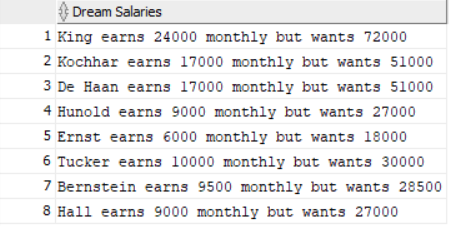 Dream Salaries
1 King earns 24000 monthly but wants 72000
2 Kochhar earns 17000 monthly but wants 51000
3 De Haan earns 17000 monthly but wants 51000
4 Hunold earns 9000 monthly but wants 27000
5 Ernst earns 6000 monthly but wants 18000
6 Tucker earns 10000 monthly but wants 30000
7 Bernstein earns 9500 monthly but wants 28500
8 Hall earns 9000 monthly but wants 27000